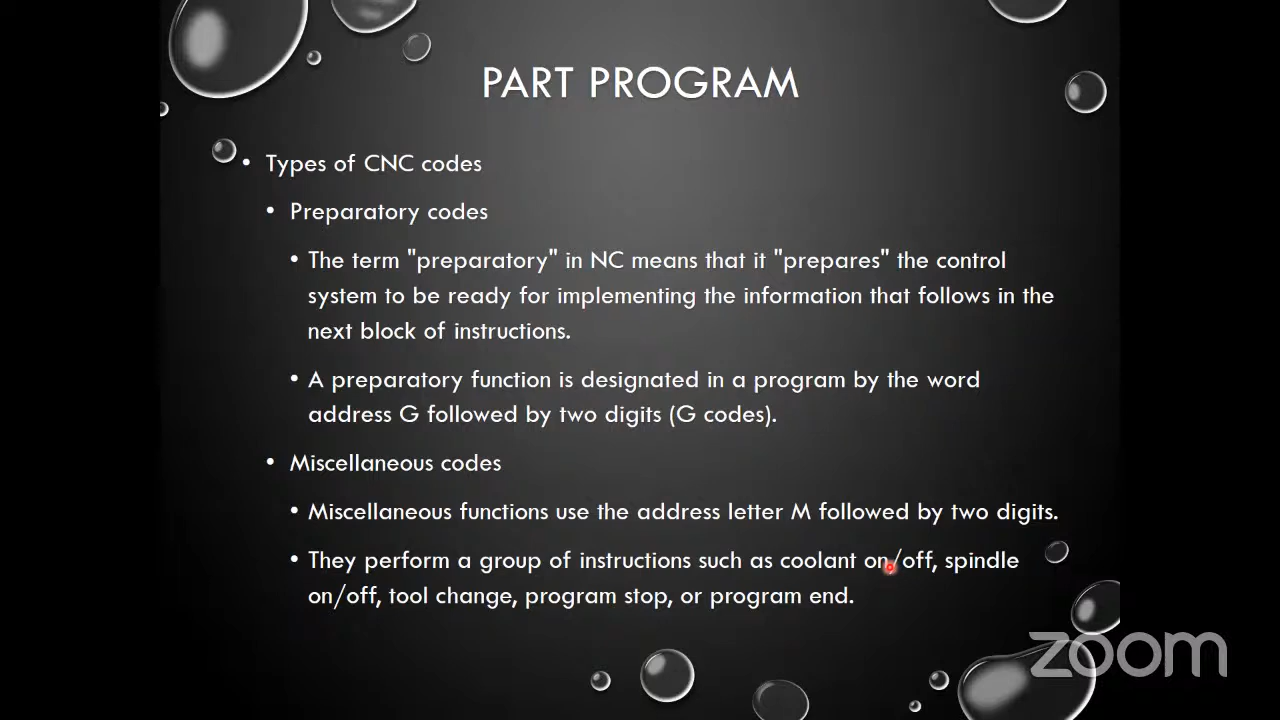 PART PROGRAM
• Types of CNC codes
• Preparatory codes
• The term "preparatory" in NC means that it "prepares" the control
system to be ready for implementing the information that follows in the
next block of instructions.
• A preparatory function is designated in a program by the word
address G followed by two digits (G codes).
• Miscellaneous codes
• Miscellaneous functions use the address letter M followed by two digits.
• They perform a group of instructions such as coolant on/off, spindle
on/off, tool change, program stop, or program end.
zoom